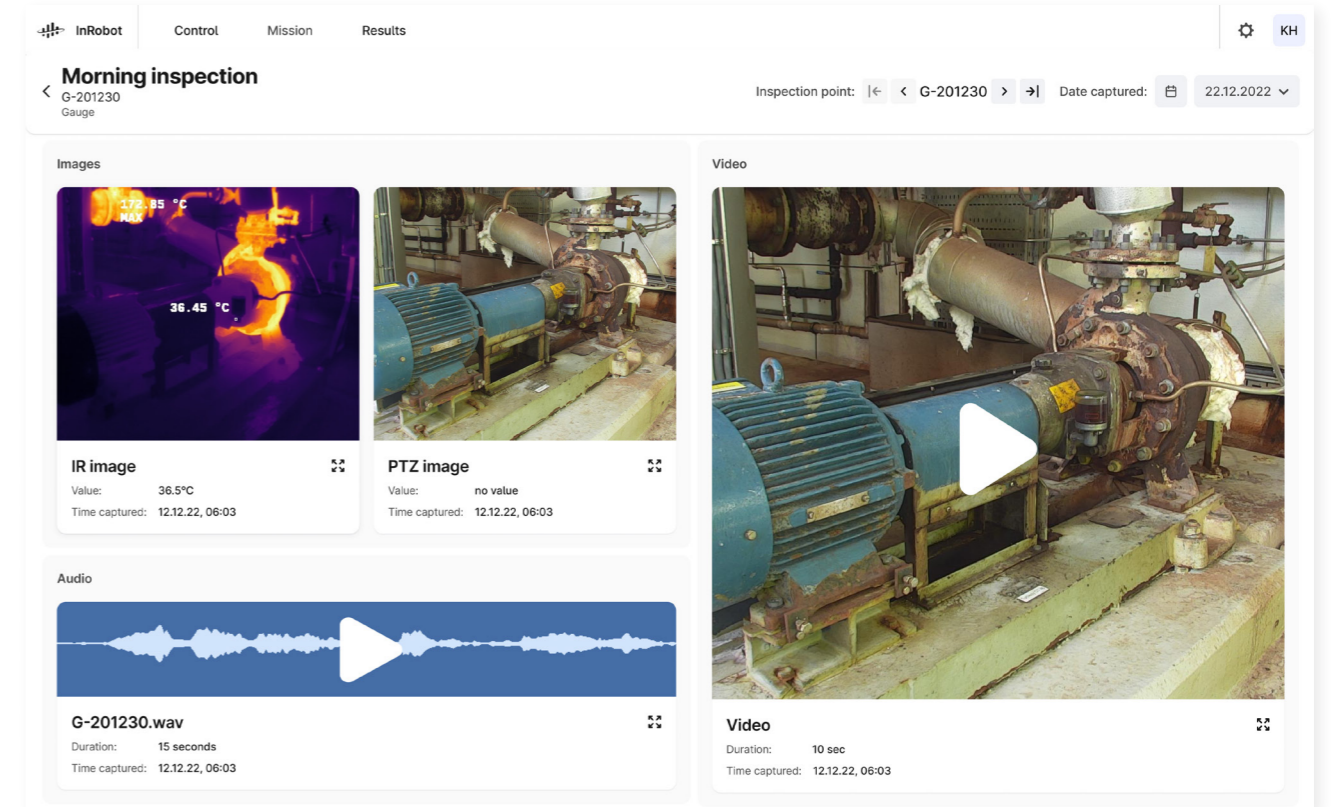 InRobot
Control
Mission
Results
KH
Morning inspection
G-201230
Gauge
Inspection point:
G-201230
Date captured:
22.12.2022
Images
172.85 °C
MAX
36.45 °C
IR image
Value: 36.5°C
Time captured: 12.12.22, 06:03
PTZ image
Value: no value
Time captured: 12.12.22, 06:03
Audio
G-201230.wav
Duration: 15 seconds
Time captured: 12.12.22, 06:03
Video
Video
Duration: 10 sec
Time captured: 12.12.22, 06:03